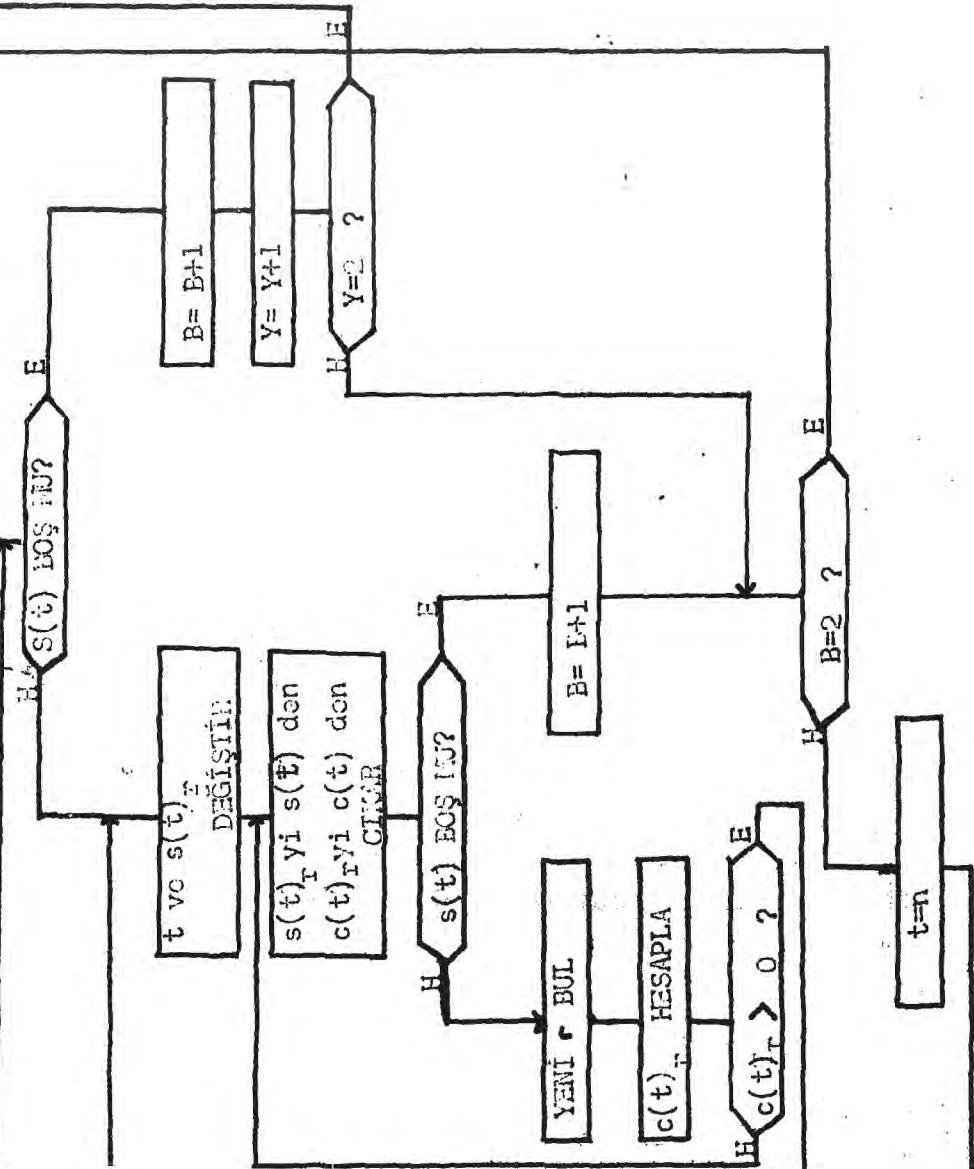 S(t) BOŞ MU?
H
E
B= B+1
Y= Y+1
Y=2 ?
H
E
t ve s(t)r
DEĞİŞTİR
s(t)r yi s(t) den
c(t)r yi c(t) den
ÇIKAR
s(t) BOŞ MU?
H
E
B= B+1
YENİ r BUL
c(t)r HESAPLA
c(t)r > 0 ?
H
E
B=2 ?
H
E
t=n